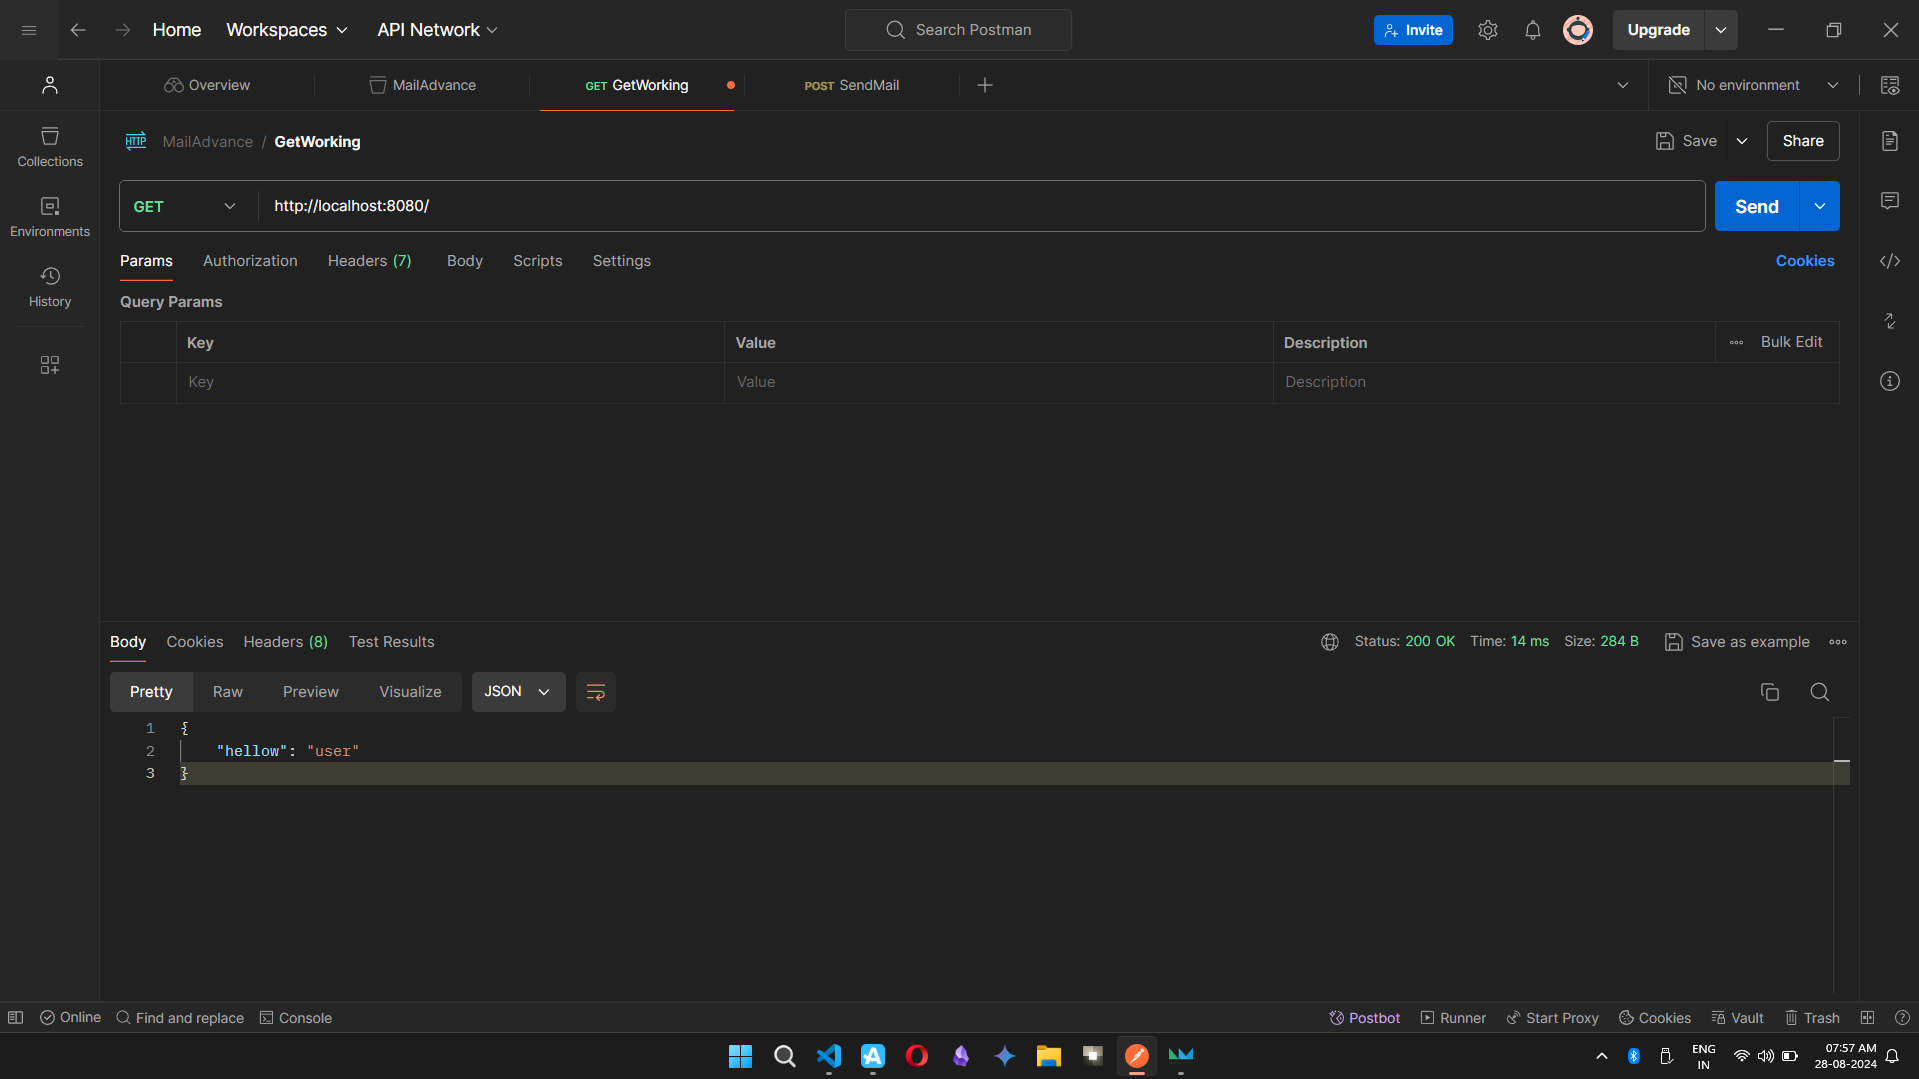 Home Workspaces API Network Search Postman Invite Upgrade
Overview MailAdvance GET GetWorking POST SendMail No environment
HTTP MailAdvance / GetWorking Save Share
Collections
Environments
History
GET http://localhost:8080/ Send
Params Authorization Headers (7) Body Scripts Settings Cookies
Query Params
Key Value Description Bulk Edit
Key Value Description
Body Cookies Headers (8) Test Results Status: 200 OK Time: 14 ms Size: 284 B Save as example
Pretty Raw Preview Visualize JSON
1 {
2 "hellow": "user"
3 }
Online Find and replace Console Postbot Runner Start Proxy Cookies Vault Trash
ENG 07:57 AM
IN 28-08-2024